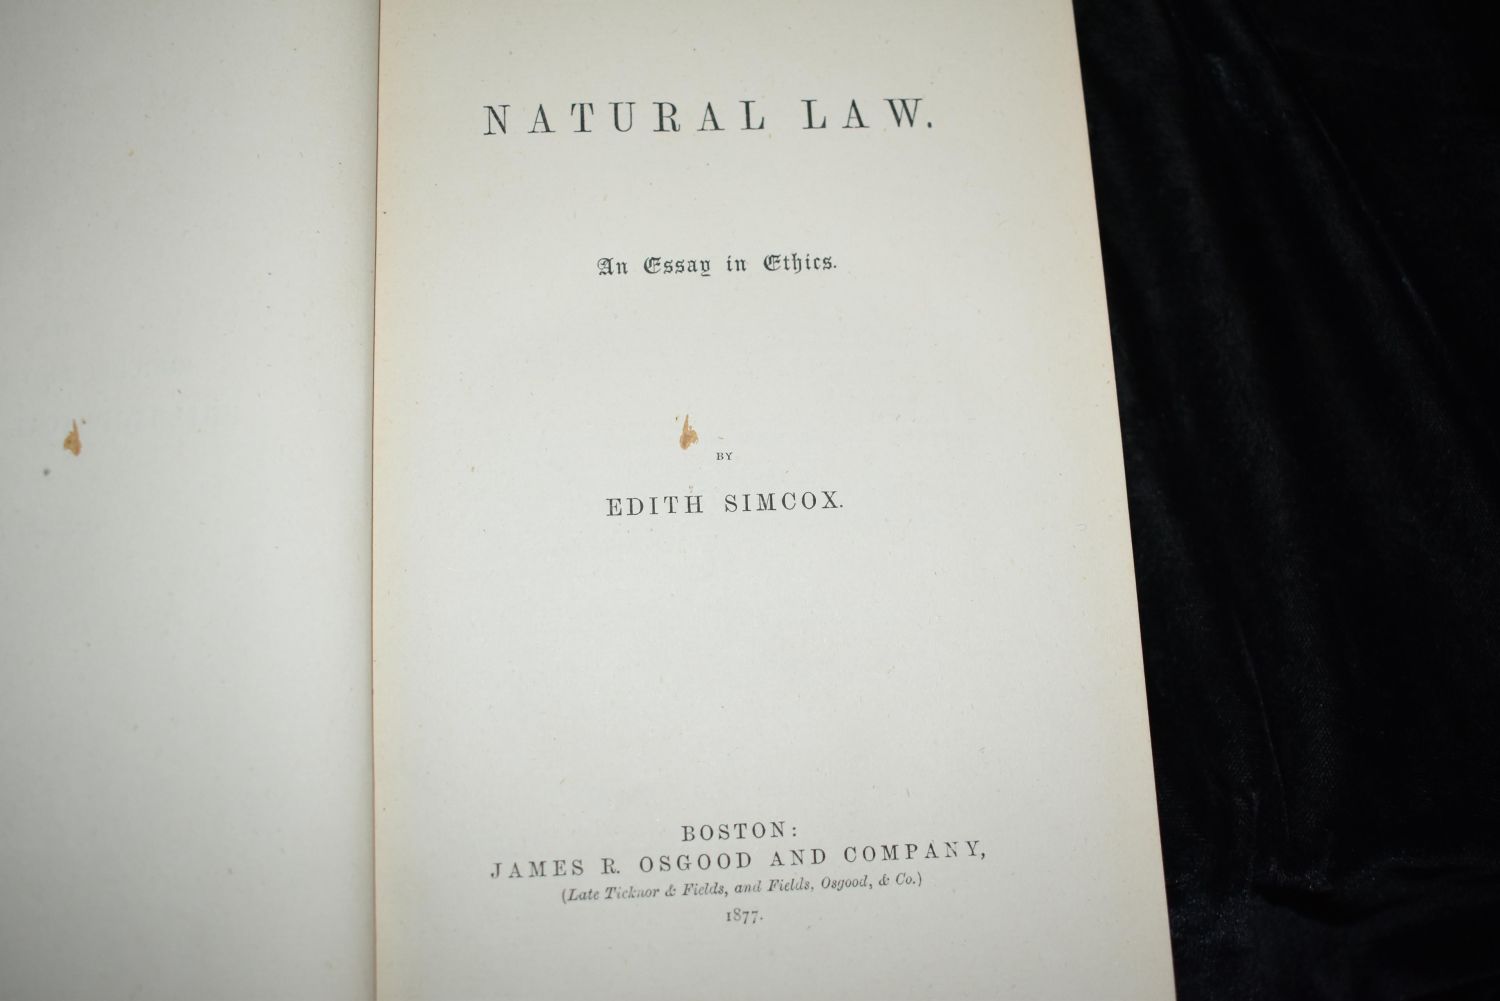 NATURAL LAW.
An Essay in Ethics.
BY
EDITH SIMCOX.
BOSTON:
JAMES R. OSGOOD AND COMPANY,
(Late Ticknor & Fields, and Fields, Osgood, & Co.)
1877.